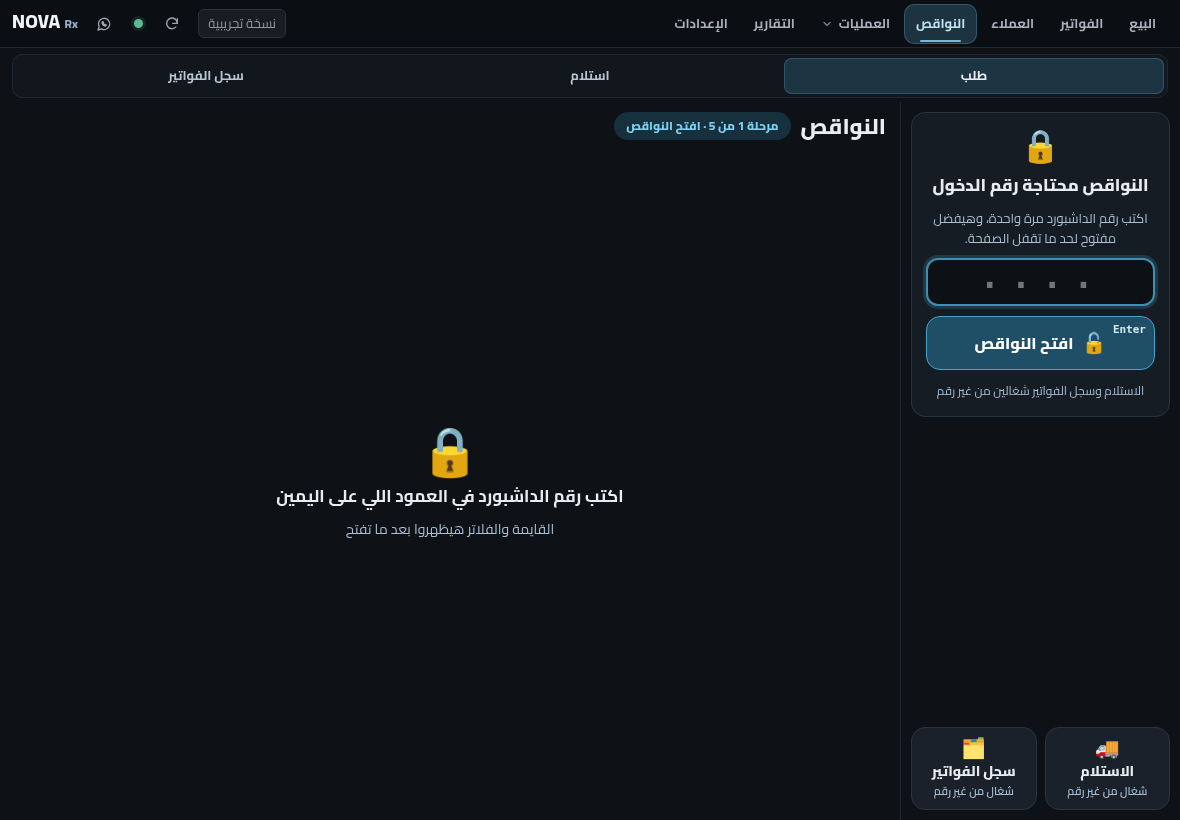 البيع
الفواتير
العملاء
النواقص
العمليات
التقارير
الإعدادات
نسخة تجريبية
NOVA Rx
طلب
استلام
سجل الفواتير
النواقص محتاجة رقم الدخول
اكتب رقم الداشبورد مرة واحدة، وهيفضل
مفتوح لحد ما تقفل الصفحة.
Enter
افتح النواقص
الاستلام وسجل الفواتير شغالين من غير رقم
الاستلام
شغال من غير رقم
سجل الفواتير
شغال من غير رقم
النواقص
مرحلة 1 من 5 · افتح النواقص
اكتب رقم الداشبورد في العمود اللي على اليمين
القايمة والفلاتر هيظهروا بعد ما تفتح